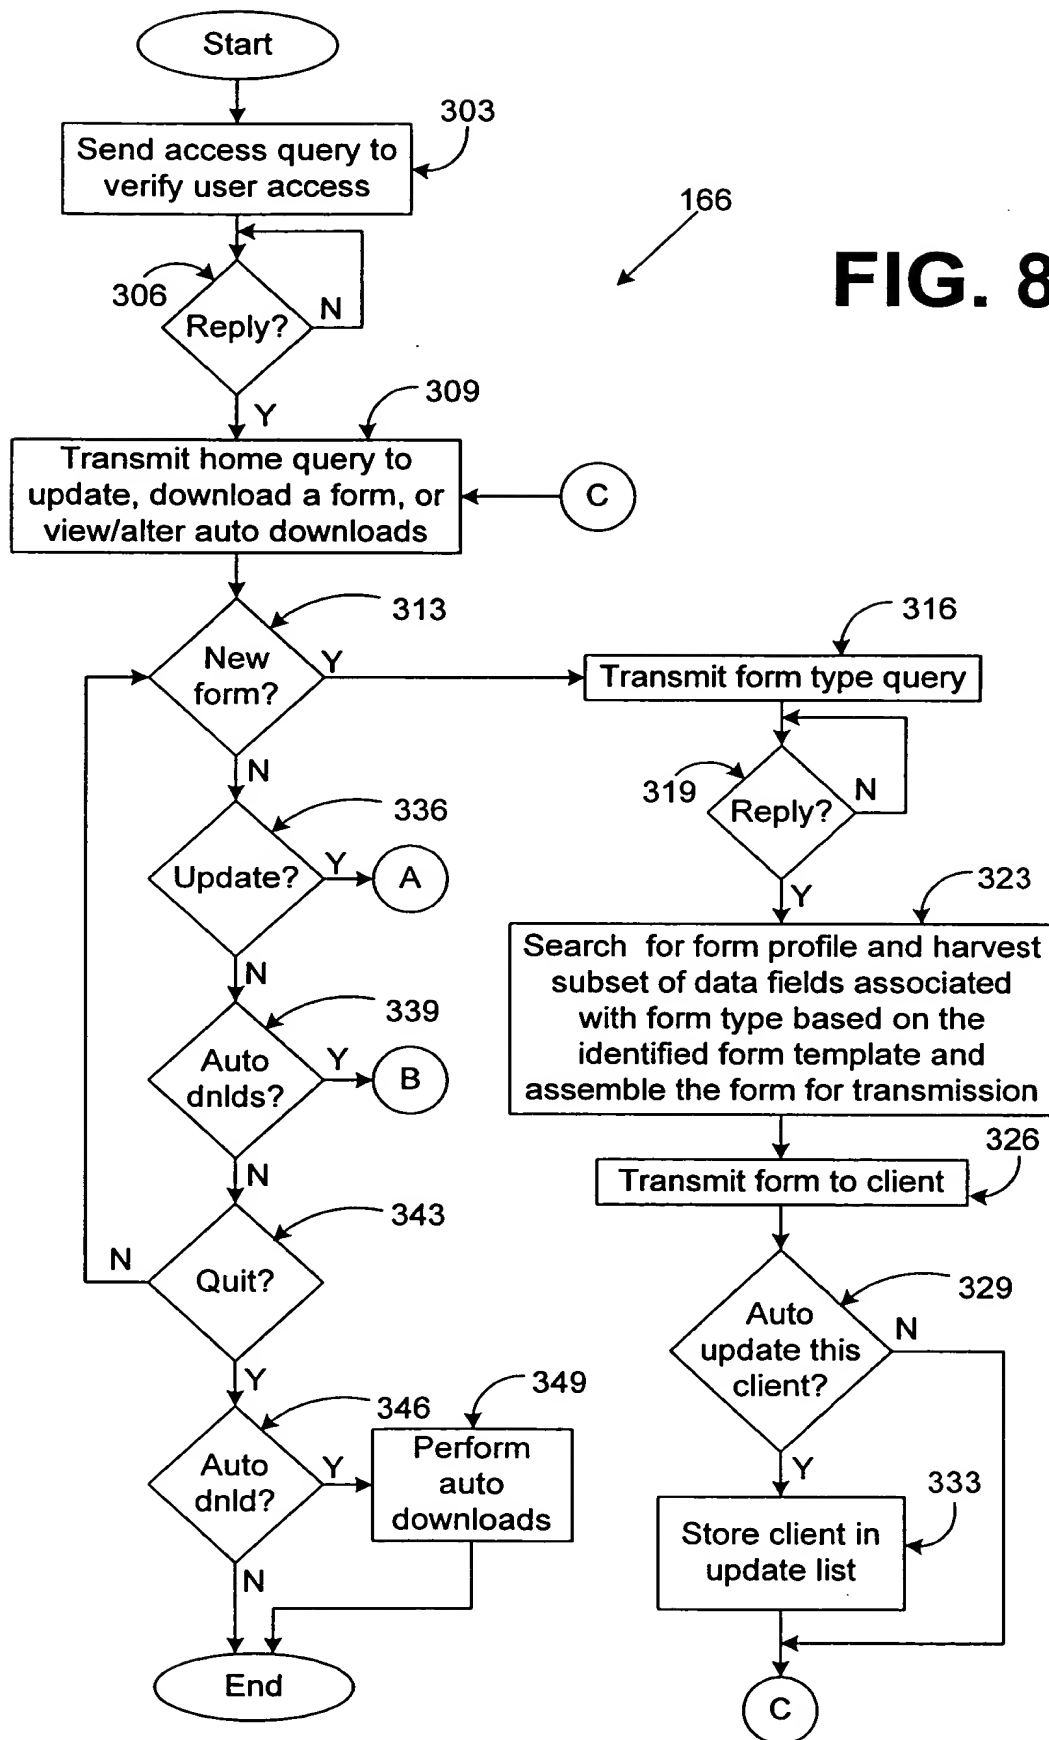 Start
303
Send access query to
verify user access
166
FIG. 8
306
Reply?
N
Y
309
Transmit home query to
update, download a form, or
view/alter auto downloads
C
313
New
form?
Y
N
316
Transmit form type query
319
Reply?
N
Y
323
Search for form profile and harvest
subset of data fields associated
with form type based on the
identified form template and
assemble the form for transmission
326
Transmit form to client
329
Auto
update this
client?
N
Y
333
Store client in
update list
C
336
Update?
Y
A
N
339
Auto
dnlds?
Y
B
N
343
Quit?
N
Y
346
Auto
dnld?
Y
N
349
Perform
auto
downloads
End